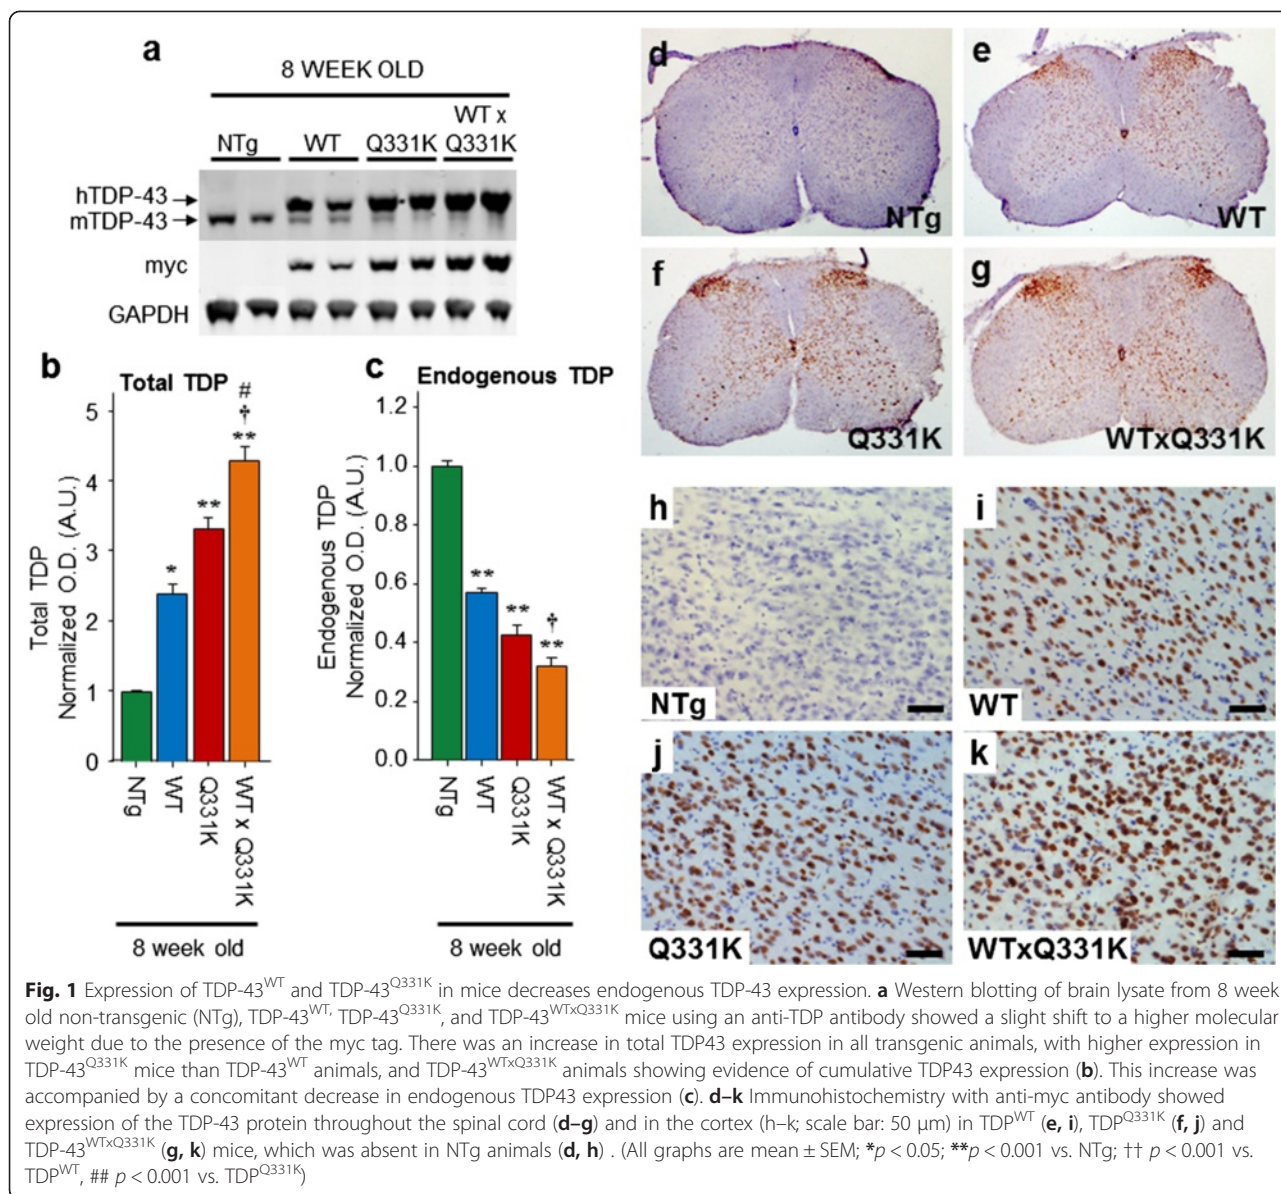 a
8 WEEK OLD
NTg
WT
Q331K
WT x
Q331K
hTDP-43
mTDP-43
myc
GAPDH
b
Total TDP
#
†
**
**
*
Total TDP
Normalized O.D. (A.U.)
5
4
3
2
1
0
NTg
WT
Q331K
WT x Q331K
8 week old
c
Endogenous TDP
**
**
†
**
Endogenous TDP
Normalized O.D. (A.U.)
1.2
1.0
0.8
0.6
0.4
0.2
0.0
NTg
WT
Q331K
WT x Q331K
8 week old
d
NTg
e
WT
f
Q331K
g
WTxQ331K
h
NTg
i
WT
j
Q331K
k
WTxQ331K
Fig. 1 Expression of TDP-43WT and TDP-43Q331K in mice decreases endogenous TDP-43 expression. a Western blotting of brain lysate from 8 week
old non-transgenic (NTg), TDP-43WT, TDP-43Q331K, and TDP-43WTxQ331K mice using an anti-TDP antibody showed a slight shift to a higher molecular
weight due to the presence of the myc tag. There was an increase in total TDP43 expression in all transgenic animals, with higher expression in
TDP-43Q331K mice than TDP-43WT animals, and TDP-43WTxQ331K animals showing evidence of cumulative TDP43 expression (b). This increase was
accompanied by a concomitant decrease in endogenous TDP43 expression (c). d–k Immunohistochemistry with anti-myc antibody showed
expression of the TDP-43 protein throughout the spinal cord (d–g) and in the cortex (h–k; scale bar: 50 μm) in TDPWT (e, i), TDPQ331K (f, j) and
TDP-43WTxQ331K (g, k) mice, which was absent in NTg animals (d, h) . (All graphs are mean ± SEM; *p < 0.05; **p < 0.001 vs. NTg; †† p < 0.001 vs.
TDPWT, ## p < 0.001 vs. TDPQ331K)